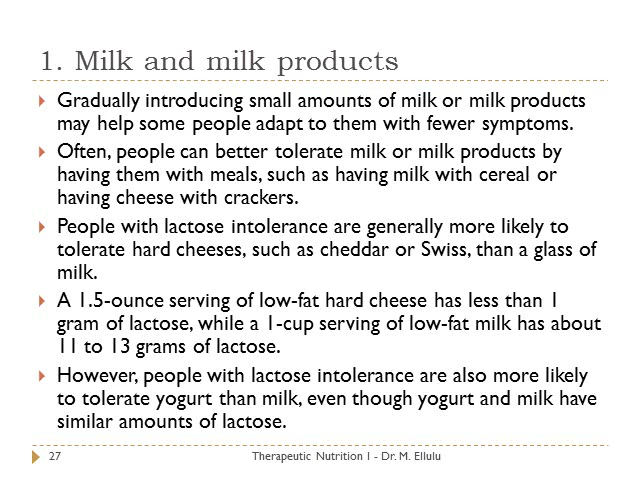 1. Milk and milk products
Gradually introducing small amounts of milk or milk products
may help some people adapt to them with fewer symptoms.
Often, people can better tolerate milk or milk products by
having them with meals, such as having milk with cereal or
having cheese with crackers.
People with lactose intolerance are generally more likely to
tolerate hard cheeses, such as cheddar or Swiss, than a glass of
milk.
A 1.5-ounce serving of low-fat hard cheese has less than 1
gram of lactose, while a 1-cup serving of low-fat milk has about
11 to 13 grams of lactose.
However, people with lactose intolerance are also more likely
to tolerate yogurt than milk, even though yogurt and milk have
similar amounts of lactose.
27 Therapeutic Nutrition I - Dr. M. Ellulu